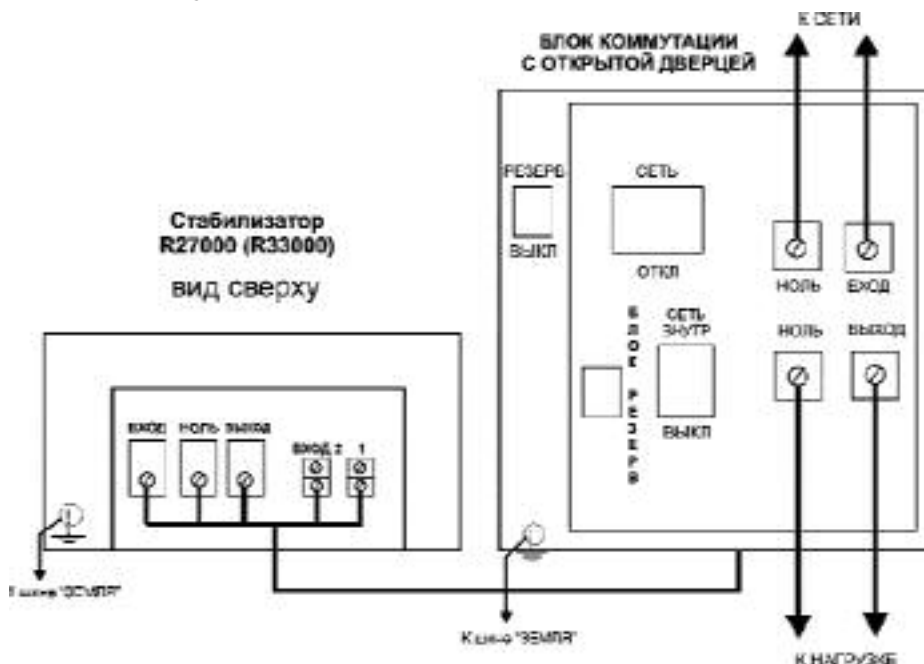 К СЕТИ
БЛОК КОММУТАЦИИ
С ОТКРЫТОЙ ДВЕРЦЕЙ
РЕЗЕРВ
СЕТЬ
ВЫКЛ
ОТКЛ
НОЛЬ
ВХОД
Стабилизатор
R27000 (R33000)
вид сверху
БЛОК РЕЗЕРВ
СЕТЬ
ВНУТР
ВЫКЛ
НОЛЬ
ВЫХОД
ВХОД
НОЛЬ
ВЫХОД
ВХОД 2
1
К шине "ЗЕМЛЯ"
К шине "ЗЕМЛЯ"
К НАГРУЗКЕ